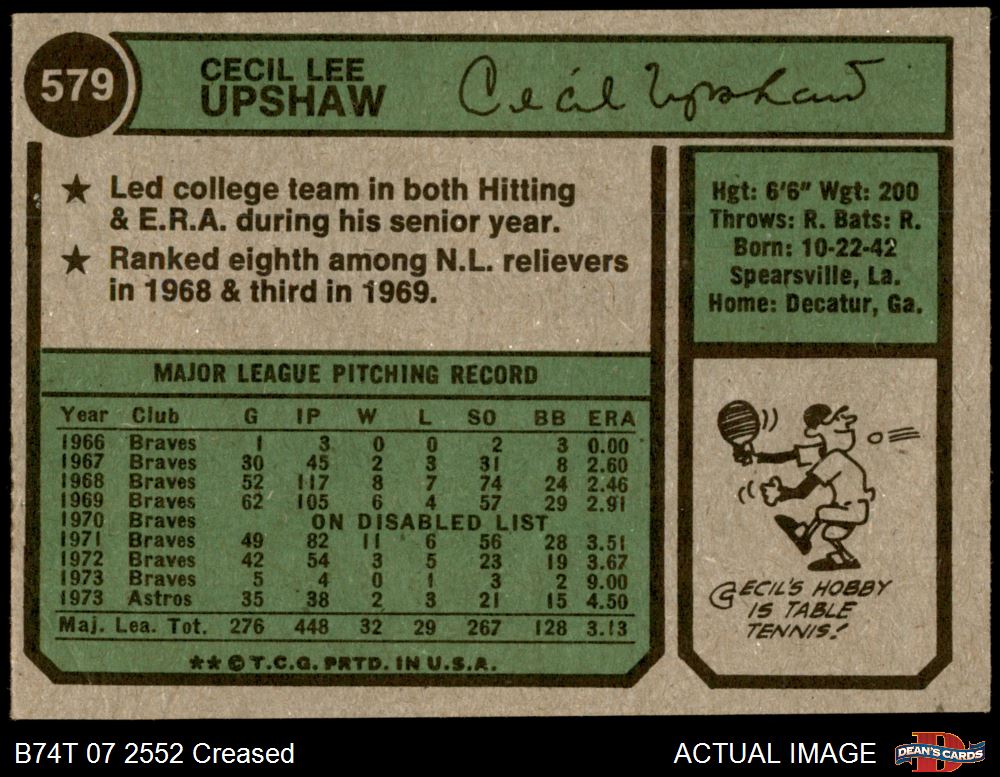 579
CECIL LEE
UPSHAW
Cecil Upshaw
★ Led college team in both Hitting
& E.R.A. during his senior year.
★ Ranked eighth among N.L. relievers
in 1968 & third in 1969.
Hgt: 6'6" Wgt: 200
Throws: R. Bats: R.
Born: 10-22-42
Spearsville, La.
Home: Decatur, Ga.
MAJOR LEAGUE PITCHING RECORD
Year Club G IP W L SO BB ERA
1966 Braves 1 3 0 0 2 3 0.00
1967 Braves 30 45 2 3 31 8 2.60
1968 Braves 52 117 8 7 74 24 2.46
1969 Braves 62 105 6 4 57 29 2.91
1970 Braves ON DISABLED LIST
1971 Braves 49 82 11 6 56 28 3.51
1972 Braves 42 54 3 5 23 19 3.67
1973 Braves 5 4 0 1 3 2 9.00
1973 Astros 35 38 2 3 21 15 4.50
Maj. Lea. Tot. 276 448 32 29 267 128 3.13
**©T.C.G. PRTD. IN U.S.A.
CECIL'S HOBBY
IS TABLE
TENNIS!
B74T 07 2552 Creased
ACTUAL IMAGE
DEAN'S CARDS